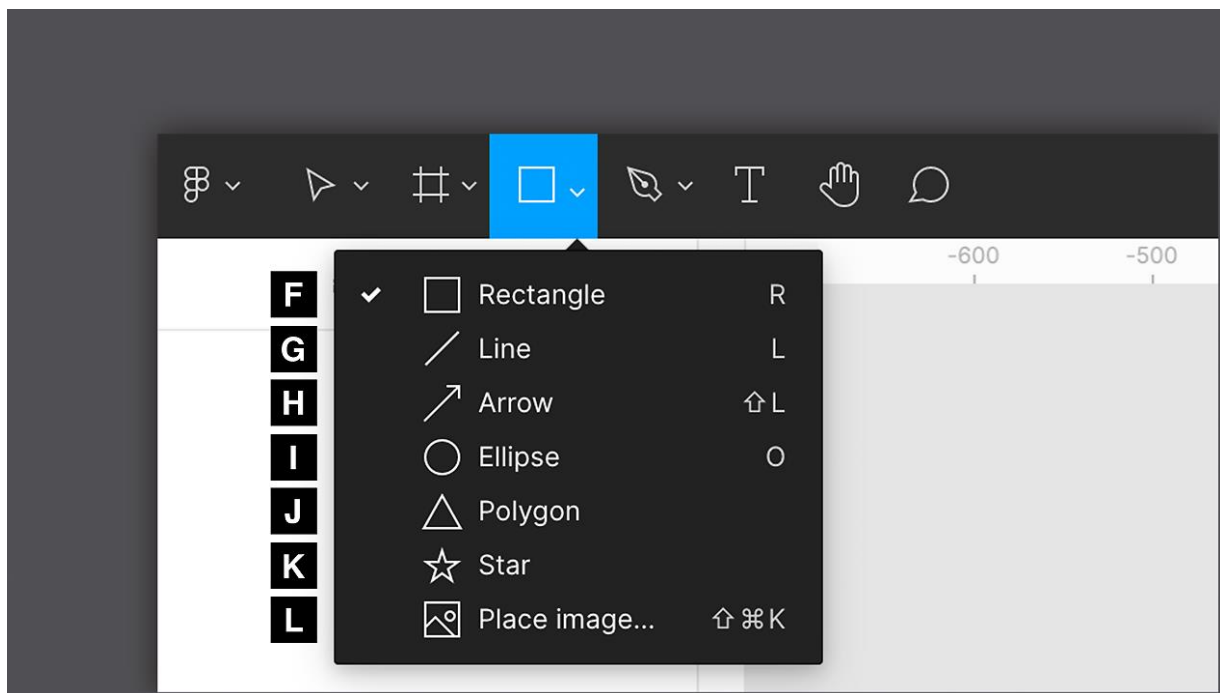 -600 -500
F Rectangle R
G Line L
H Arrow ⇧L
I Ellipse O
J Polygon
K Star
L Place image... ⇧⌘K